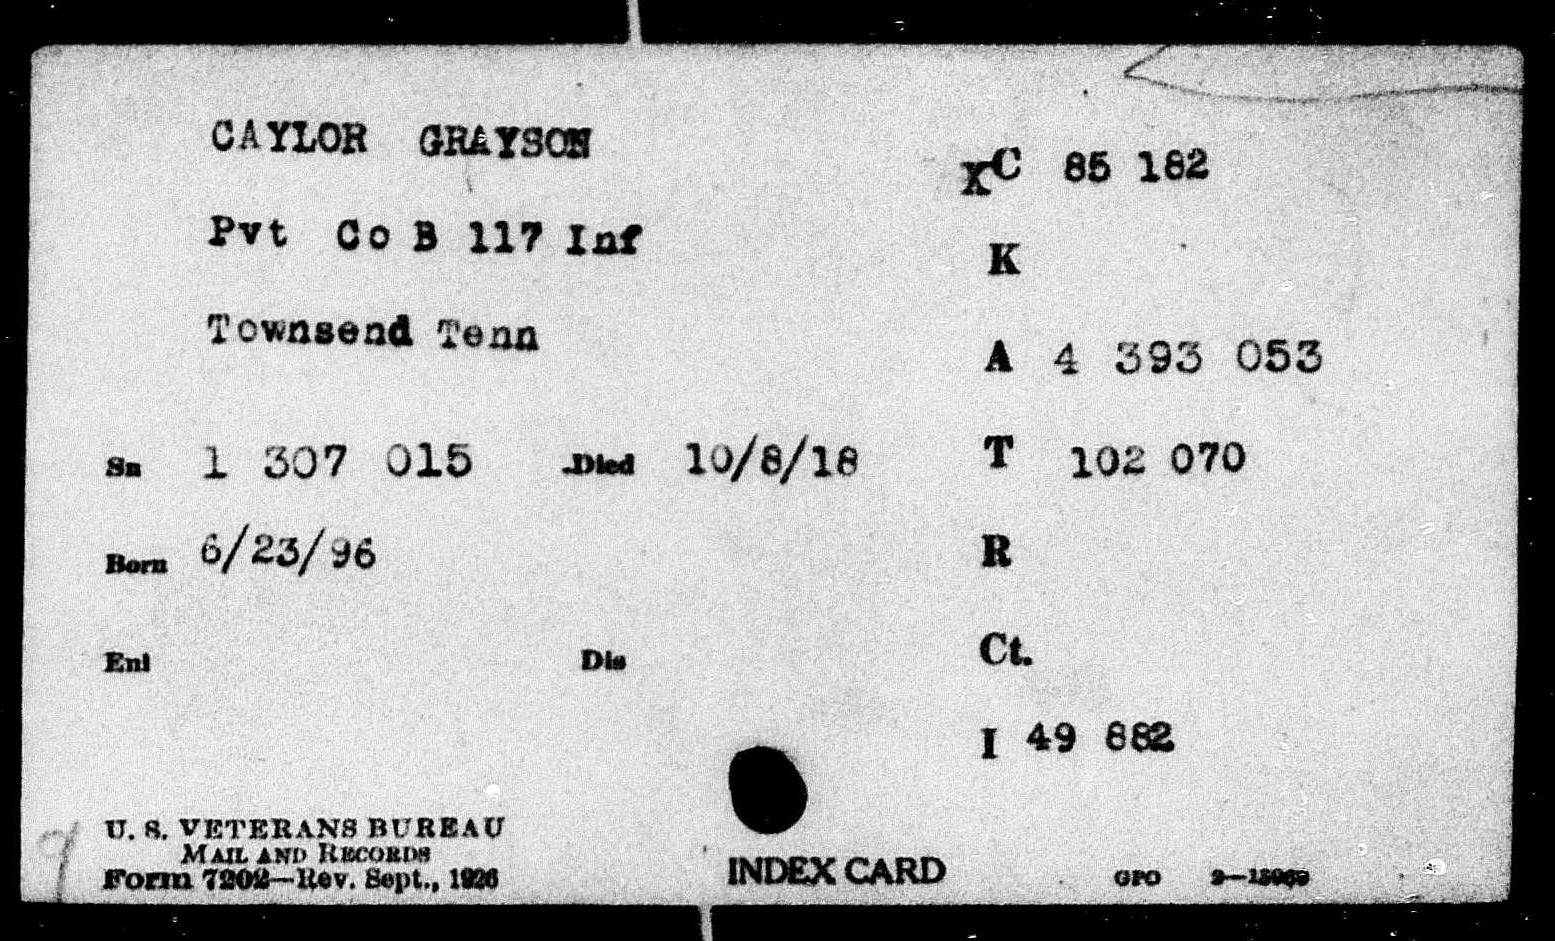 CAYLOR GRAYSON
XC 85 182
Pvt Co B 117 Inf
K
Townsend Tenn
A 4 393 053
Sn 1 307 015 Died 10/8/18
T 102 070
Born 6/23/96
R
Enl Dis
Ct.
I 49 882
U. S. VETERANS BUREAU
MAIL AND RECORDS
Form 7202—Rev. Sept., 1926
INDEX CARD
GPO